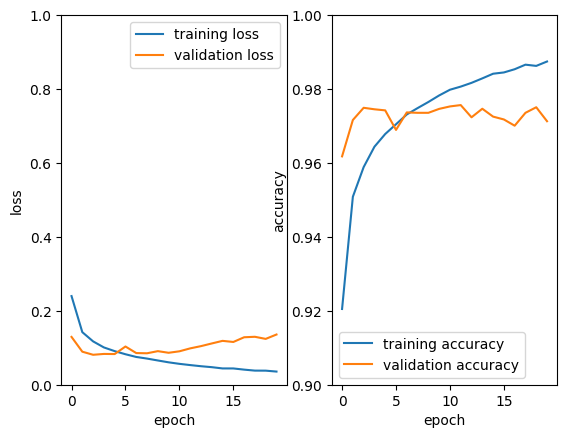 1.0
0.8
0.6
0.4
0.2
0.0
loss
0 5 10 15
epoch
training loss
validation loss
1.00
0.98
0.96
0.94
0.92
0.90
accuracy
0 5 10 15
epoch
training accuracy
validation accuracy